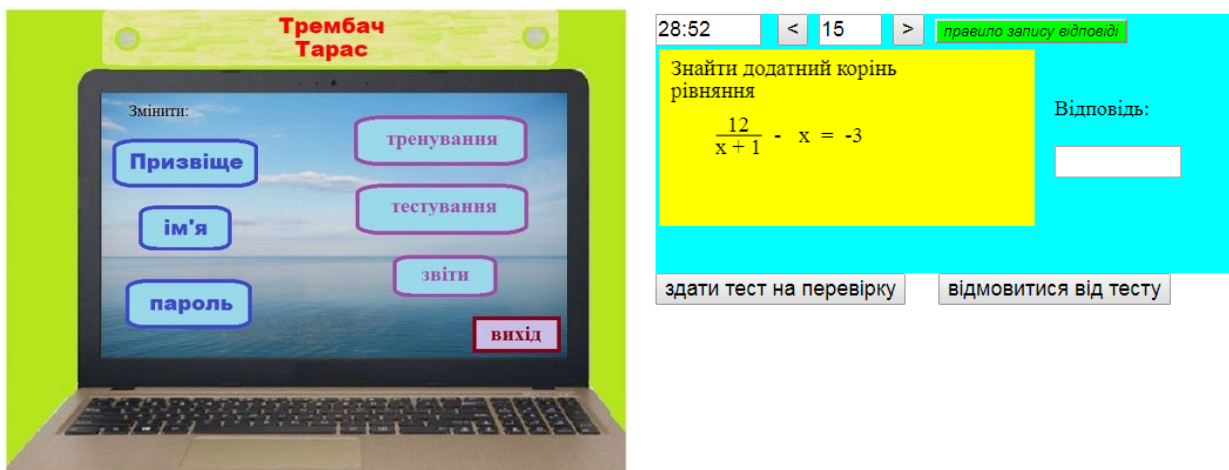 Трембач
Тарас
Змінити:
Призвіще
ім'я
пароль
тренування
тестування
звіти
вихід
28:52 < 15 > правило запису відповіді
Знайти додатний корінь
рівняння
12
x + 1 - x = -3
Відповідь:
здати тест на перевірку відмовитися від тесту